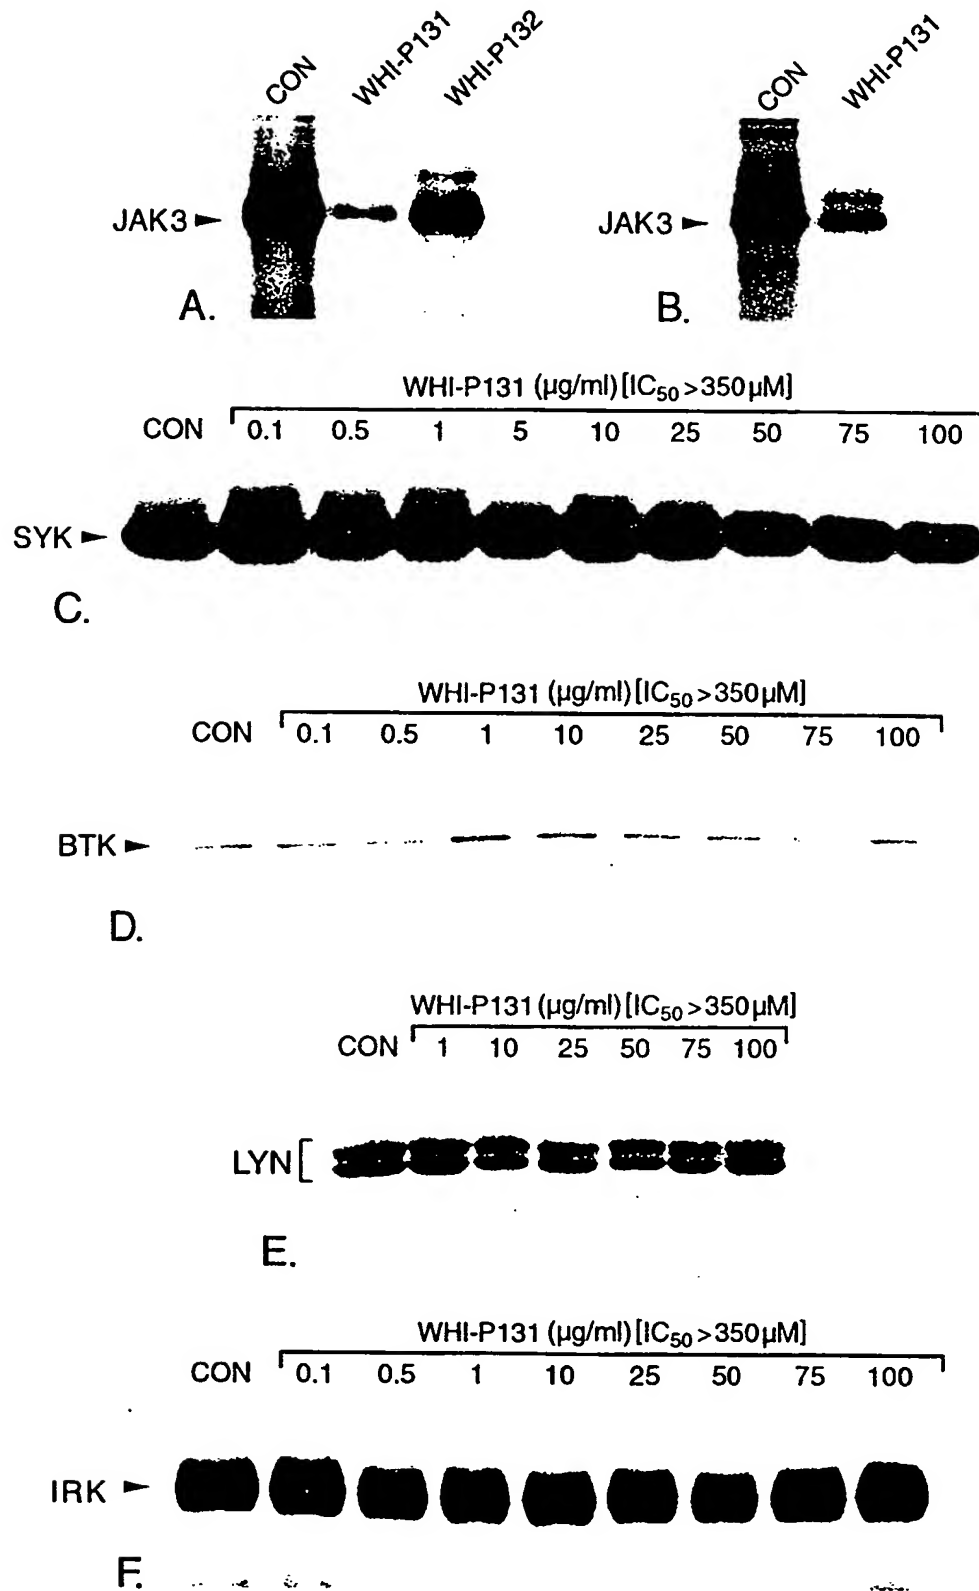 CON WHI-P131 WHI-P132
CON WHI-P131
JAK3
JAK3
A.
B.
WHI-P131 (µg/ml) [IC50 >350µM]
CON 0.1 0.5 1 5 10 25 50 75 100
SYK
C.
WHI-P131 (µg/ml) [IC50 >350µM]
CON 0.1 0.5 1 10 25 50 75 100
BTK
D.
WHI-P131 (µg/ml) [IC50 >350µM]
CON 1 10 25 50 75 100
LYN
E.
WHI-P131 (µg/ml) [IC50 >350µM]
CON 0.1 0.5 1 10 25 50 75 100
IRK
F.